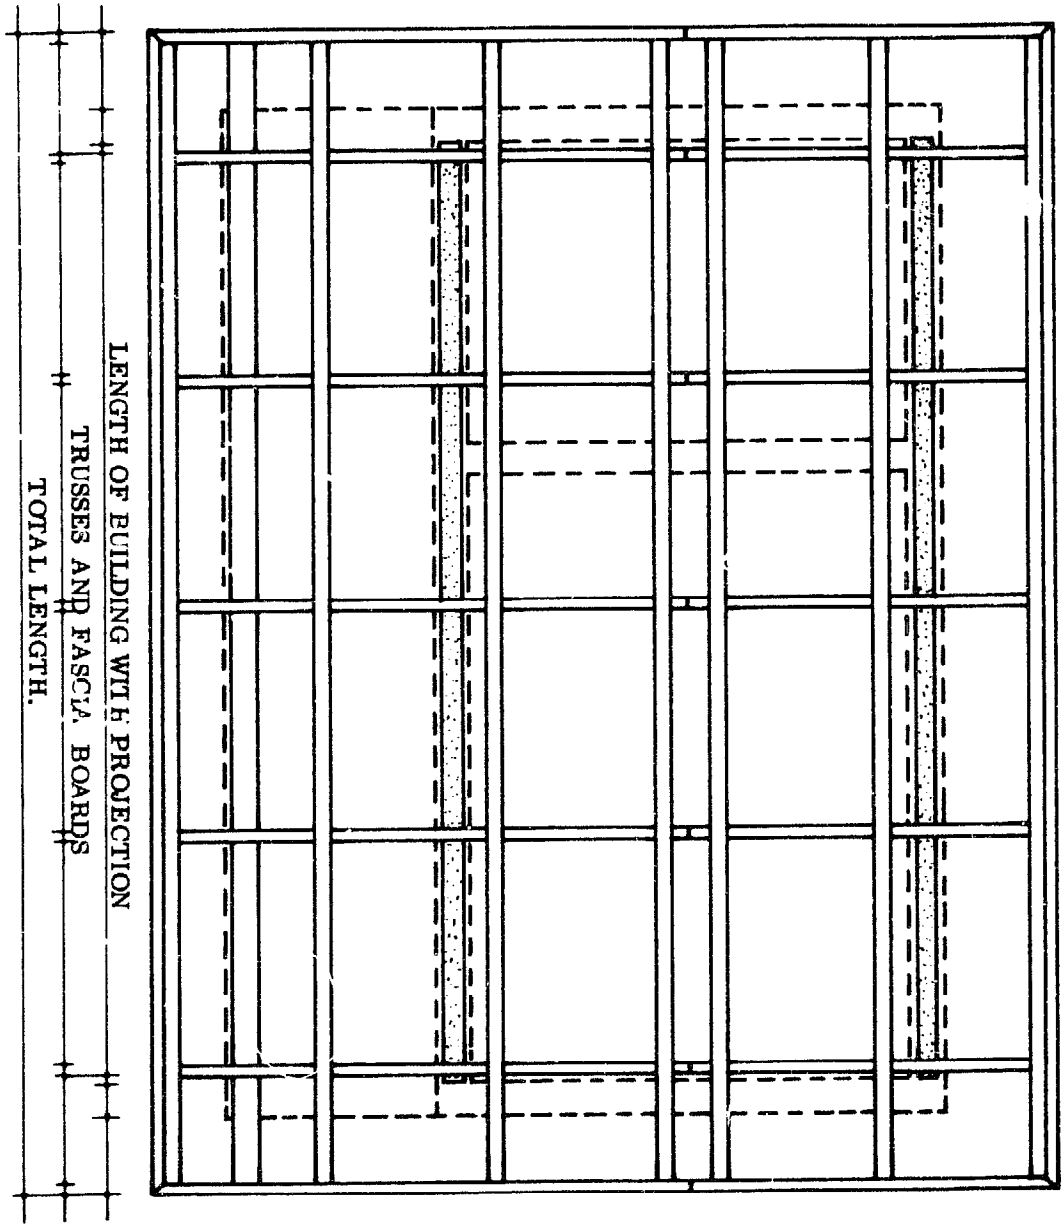 LENGTH OF BUILDING WITH PROJECTION
TRUSSES AND FASCIA BOARDS
TOTAL LENGTH.